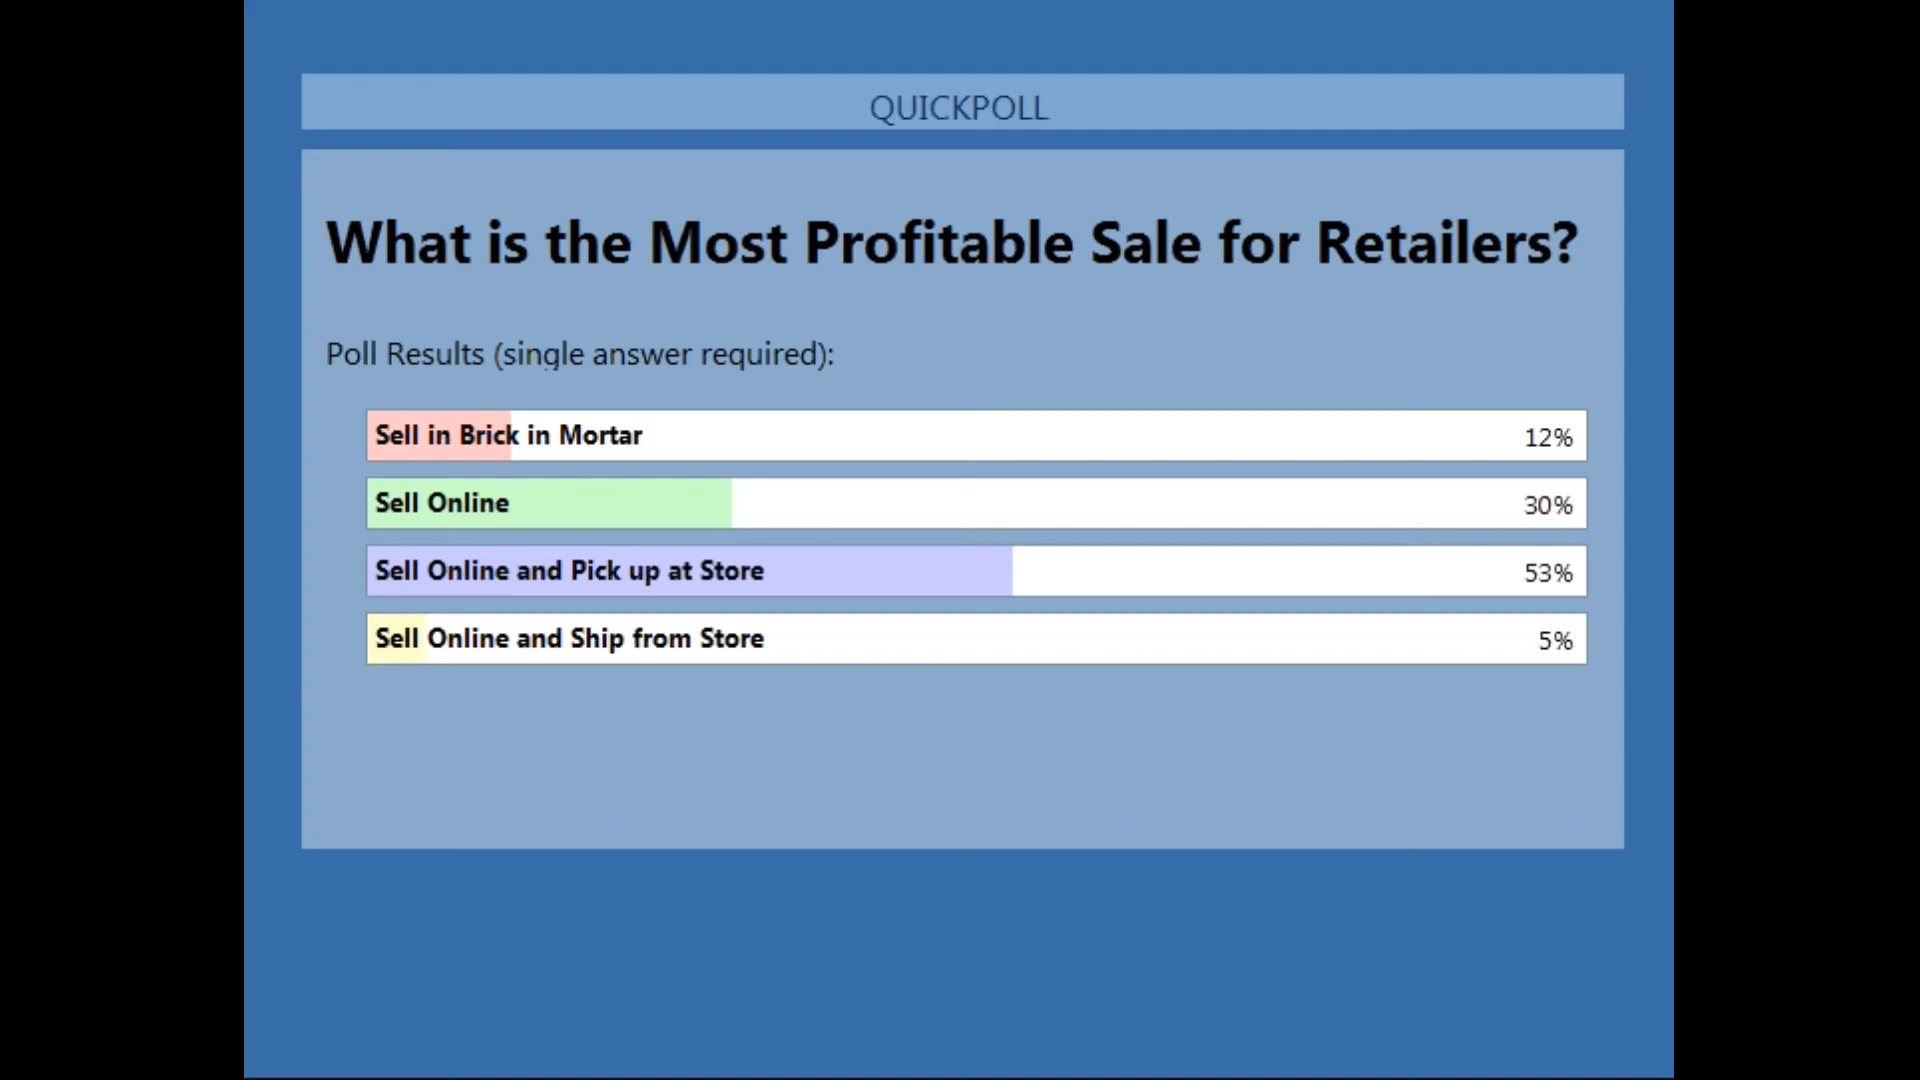 QUICKPOLL
What is the Most Profitable Sale for Retailers?
Poll Results (single answer required):
Sell in Brick in Mortar 12%
Sell Online 30%
Sell Online and Pick up at Store 53%
Sell Online and Ship from Store 5%